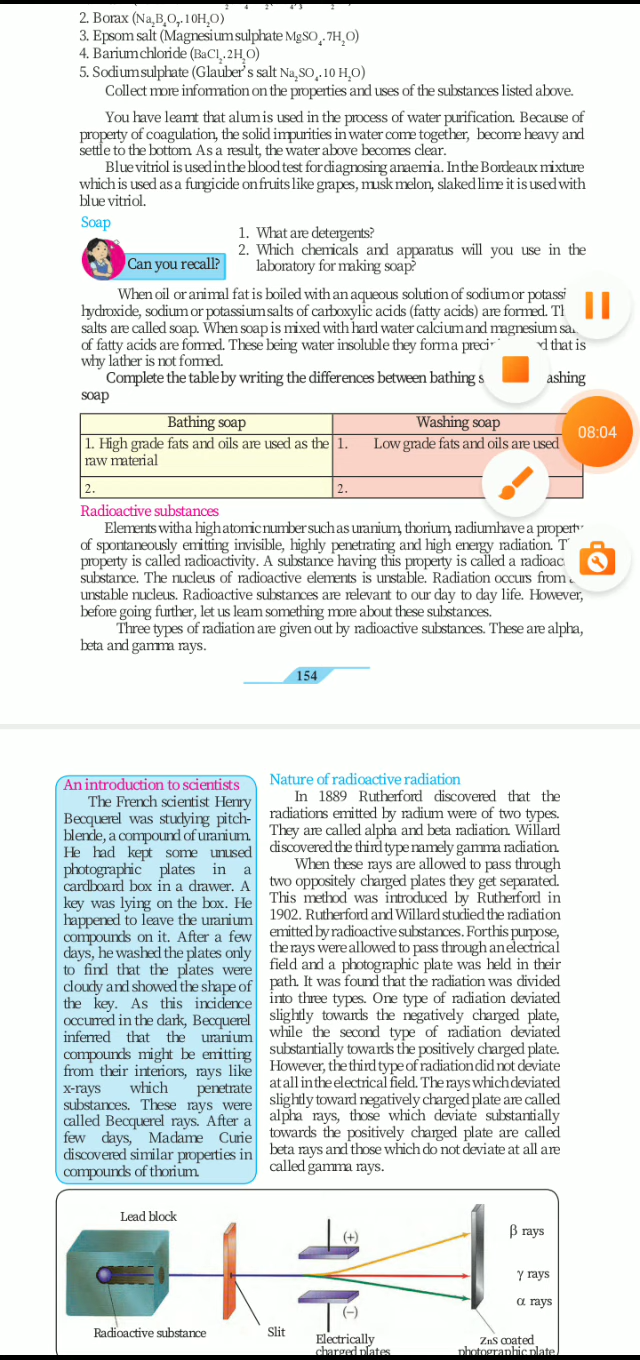 2. Borax (Na2B4O7.10H2O)
3. Epsom salt (Magnesium sulphate MgSO4.7H2O)
4. Barium chloride (BaCl2.2H2O)
5. Sodium sulphate (Glauber's salt Na2SO4.10 H2O)
Collect more information on the properties and uses of the substances listed above.
You have learnt that alum is used in the process of water purification. Because of
property of coagulation, the solid impurities in water come together, become heavy and
settle to the bottom. As a result, the water above becomes clear.
Blue vitriol is used in the blood test for diagnosing anaemia. In the Bordeaux mixture
which is used as a fungicide on fruits like grapes, musk melon, slaked lime it is used with
blue vitriol.
Soap
Can you recall?
1. What are detergents?
2. Which chemicals and apparatus will you use in the
laboratory for making soap?
When oil or animal fat is boiled with an aqueous solution of sodium or potassi
hydroxide, sodium or potassium salts of carboxylic acids (fatty acids) are formed.
salts are called soap. When soap is mixed with hard water calcium and magnesium
of fatty acids are formed. These being water insoluble they form a that is
why lather is not formed.
Complete the table by writing the differences between bathing ashing
soap
Bathing soap Washing soap
1. High grade fats and oils are used as the
raw material
1. Low grade fats and oils are used
2. 2.
08:04
Radioactive substances
Elements with a high atomic number such as uranium, thorium, radium have a property
of spontaneously emitting invisible, highly penetrating and high energy radiation.
property is called radioactivity. A substance having this property is called a radioac
substance. The nucleus of radioactive elements is unstable. Radiation occurs from
unstable nucleus. Radioactive substances are relevant to our day to day life. However,
before going further, let us learn something more about these substances.
Three types of radiation are given out by radioactive substances. These are alpha,
beta and gamma rays.
154
An introduction to scientists
The French scientist Henry
Becquerel was studying pitch-
blende, a compound of uranium.
He had kept some unused
photographic plates in a
cardboard box in a drawer. A
key was lying on the box. He
happened to leave the uranium
compounds on it. After a few
days, he washed the plates only
to find that the plates were
cloudy and showed the shape of
the key. As this incidence
occurred in the dark, Becquerel
inferred that the uranium
compounds might be emitting
from their interiors, rays like
x-rays which penetrate
substances. These rays were
called Becquerel rays. After a
few days, Madame Curie
discovered similar properties in
compounds of thorium.
Nature of radioactive radiation
In 1889 Rutherford discovered that the
radiations emitted by radium were of two types.
They are called alpha and beta radiation. Willard
discovered the third type namely gamma radiation.
When these rays are allowed to pass through
two oppositely charged plates they get separated.
This method was introduced by Rutherford in
1902. Rutherford and Willard studied the radiation
emitted by radioactive substances. For this purpose,
the rays were allowed to pass through an electrical
field and a photographic plate was held in their
path. It was found that the radiation was divided
into three types. One type of radiation deviated
slightly towards the negatively charged plate,
while the second type of radiation deviated
substantially towards the positively charged plate.
However, the third type of radiation did not deviate
at all in the electrical field. The rays which deviated
slightly toward negatively charged plate are called
alpha rays, those which deviate substantially
towards the positively charged plate are called
beta rays and those which do not deviate at all are
called gamma rays.
Lead block
(+)
β rays
γ rays
α rays
(−)
Radioactive substance
Slit
Electrically
charged plates
ZnS coated
photographic plate